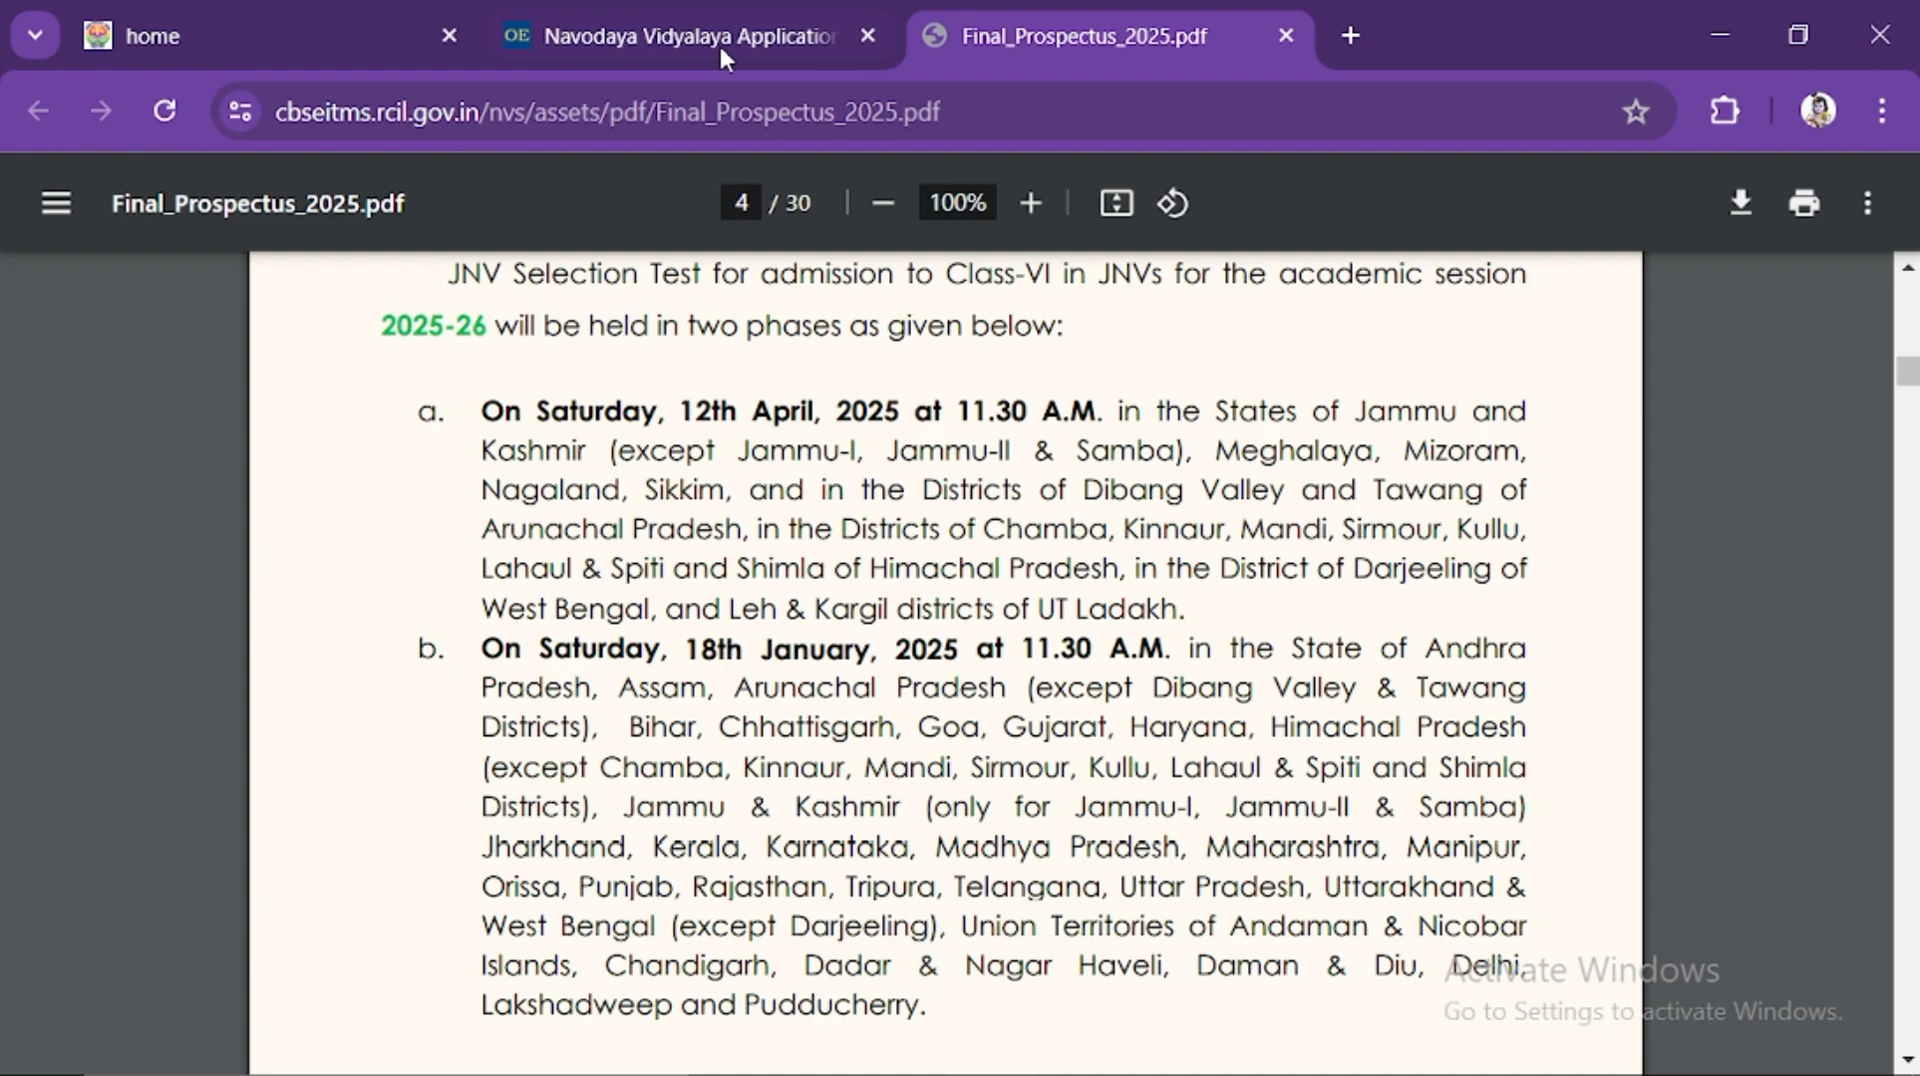 home
OE Navodaya Vidyalaya Application
Final_Prospectus_2025.pdf
cbseitms.rcil.gov.in/nvs/assets/pdf/Final_Prospectus_2025.pdf
Final_Prospectus_2025.pdf
4 / 30
100%
JNV Selection Test for admission to Class-VI in JNVs for the academic session
2025-26 will be held in two phases as given below:
a. On Saturday, 12th April, 2025 at 11.30 A.M. in the States of Jammu and
Kashmir (except Jammu-I, Jammu-II & Samba), Meghalaya, Mizoram,
Nagaland, Sikkim, and in the Districts of Dibang Valley and Tawang of
Arunachal Pradesh, in the Districts of Chamba, Kinnaur, Mandi, Sirmour, Kullu,
Lahaul & Spiti and Shimla of Himachal Pradesh, in the District of Darjeeling of
West Bengal, and Leh & Kargil districts of UT Ladakh.
b. On Saturday, 18th January, 2025 at 11.30 A.M. in the State of Andhra
Pradesh, Assam, Arunachal Pradesh (except Dibang Valley & Tawang
Districts), Bihar, Chhattisgarh, Goa, Gujarat, Haryana, Himachal Pradesh
(except Chamba, Kinnaur, Mandi, Sirmour, Kullu, Lahaul & Spiti and Shimla
Districts), Jammu & Kashmir (only for Jammu-I, Jammu-II & Samba)
Jharkhand, Kerala, Karnataka, Madhya Pradesh, Maharashtra, Manipur,
Orissa, Punjab, Rajasthan, Tripura, Telangana, Uttar Pradesh, Uttarakhand &
West Bengal (except Darjeeling), Union Territories of Andaman & Nicobar
Islands, Chandigarh, Dadar & Nagar Haveli, Daman & Diu, Delhi,
Lakshadweep and Pudducherry.
Activate Windows
Go to Settings to activate Windows.